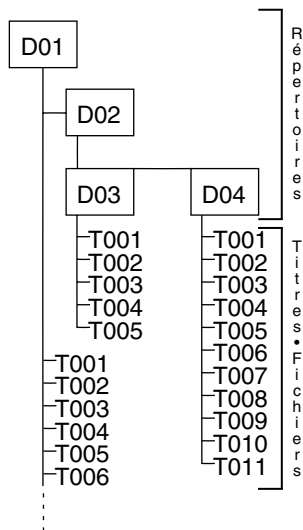 D01
D02
D03
D04
T001
T002
T003
T004
T005
T001
T002
T003
T004
T005
T006
T007
T008
T009
T010
T011
T001
T002
T003
T004
T005
T006
Répertoires
Titres•Fichiers